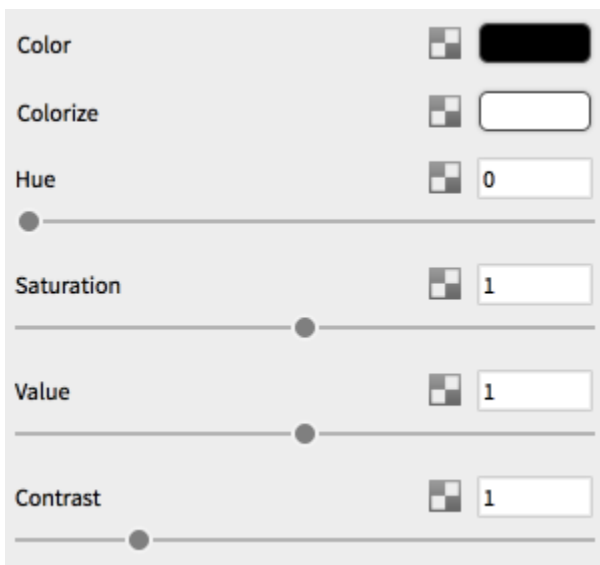 Color
Colorize
Hue 0
Saturation 1
Value 1
Contrast 1